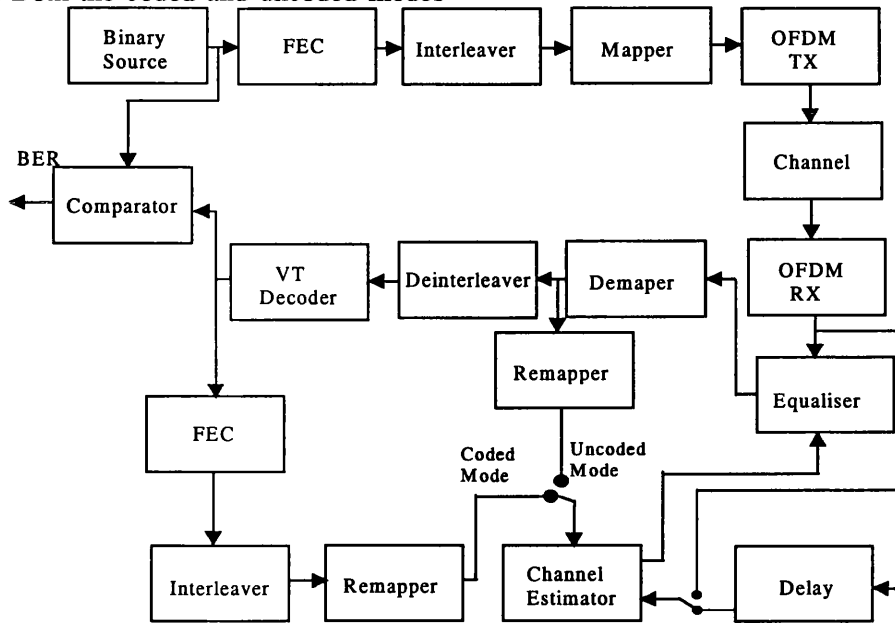 Binary
Source
FEC
Interleaver
Mapper
OFDM
TX
Channel
BER
Comparator
OFDM
RX
VT
Decoder
Deinterleaver
Demaper
Remapper
Equaliser
FEC
Coded
Mode
Uncoded
Mode
Interleaver
Remapper
Channel
Estimator
Delay